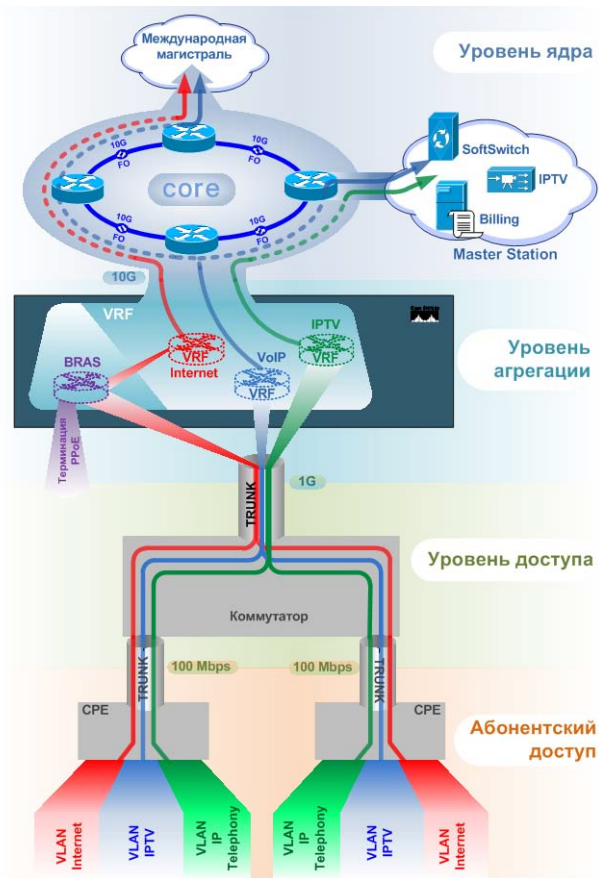 Международная
магистраль
Уровень ядра
10G
FO
10G
FO
core
10G
FO
10G
FO
SoftSwitch
IPTV
Billing
Master Station
10G
VRF
IPTV
VRF
Internet
VoIP
VRF
VRF
BRAS
Уровень
агрегации
Терминация
PPoE
TRUNK
1G
Уровень доступа
Коммутатор
TRUNK
100 Mbps
100 Mbps
TRUNK
CPE
CPE
Абонентский
доступ
VLAN
Internet
VLAN
IPTV
VLAN
IP
Telephony
VLAN
IP
Telephony
VLAN
IPTV
VLAN
Internet